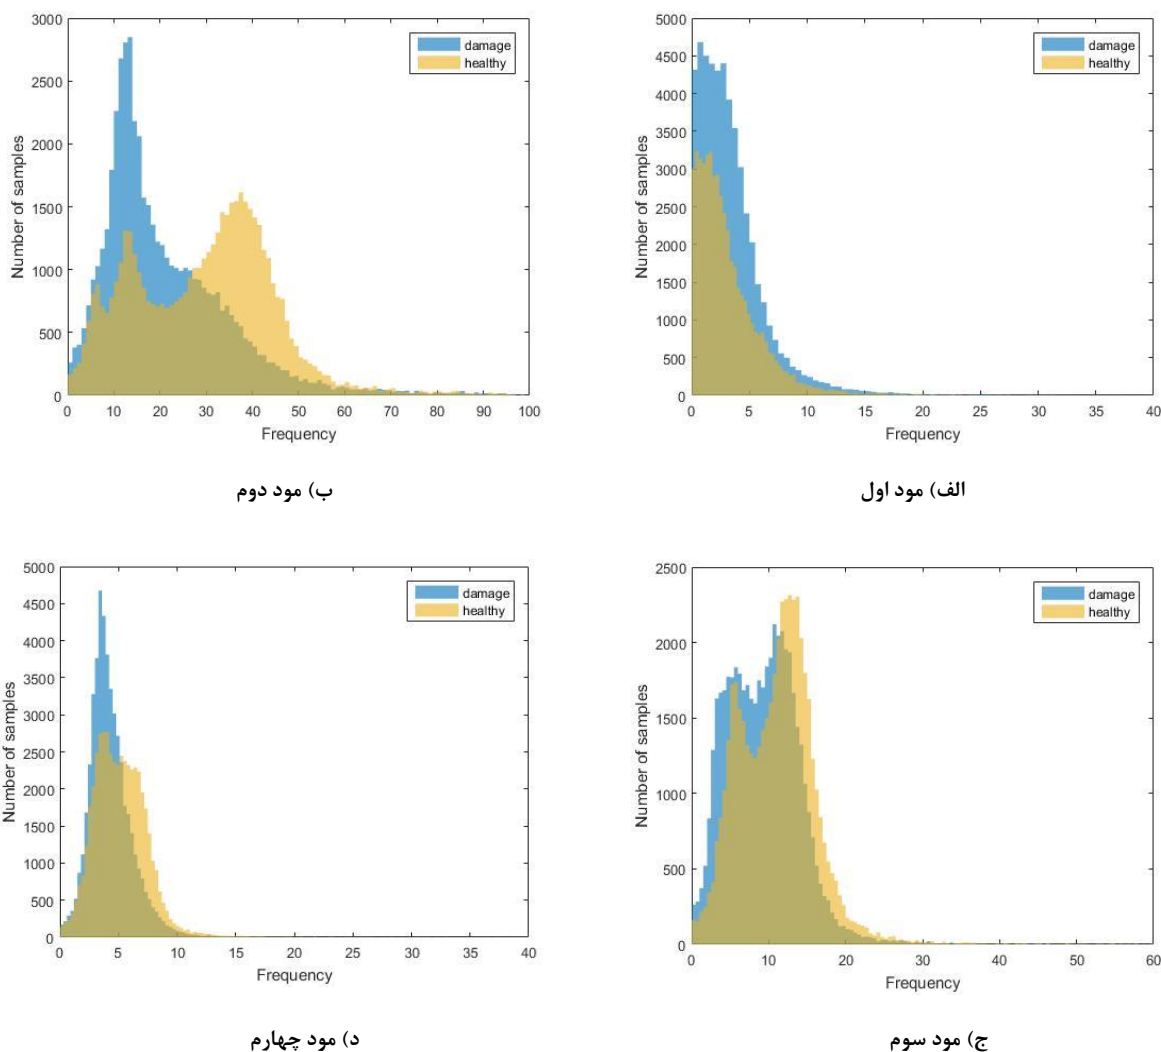 3000
2500
2000
1500
1000
500
0
Number of samples
damage
healthy
0 10 20 30 40 50 60 70 80 90 100
Frequency
ب) مود دوم
5000
4500
4000
3500
3000
2500
2000
1500
1000
500
0
Number of samples
damage
healthy
0 5 10 15 20 25 30 35 40
Frequency
الف) مود اول
5000
4500
4000
3500
3000
2500
2000
1500
1000
500
0
Number of samples
damage
healthy
0 5 10 15 20 25 30 35 40
Frequency
د) مود چهارم
2500
2000
1500
1000
500
0
Number of samples
damage
healthy
0 10 20 30 40 50 60
Frequency
ج) مود سوم